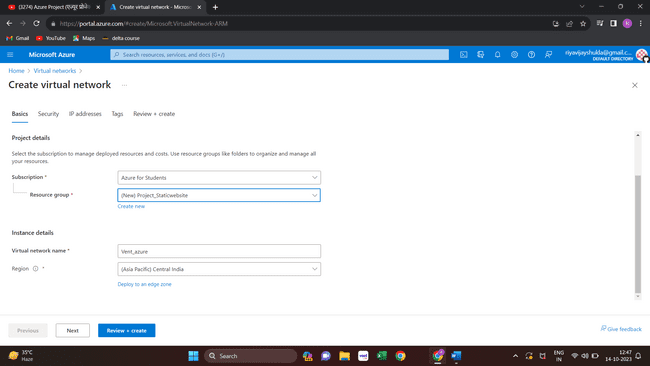 (3274) Azure Project (एज़्यूर प्रोजे
Create virtual network - Microso
https://portal.azure.com/#create/Microsoft.VirtualNetwork-ARM
Gmail YouTube Maps delta course
Microsoft Azure
Search resources, services, and docs (G+/)
riyavijayshukla@gmail.c...
DEFAULT DIRECTORY
Home > Virtual networks >
Create virtual network ...
Basics Security IP addresses Tags Review + create
Project details
Select the subscription to manage deployed resources and costs. Use resource groups like folders to organize and manage all
your resources.
Subscription * Azure for Students
Resource group * (New) Project_Staticwebsite
Create new
Instance details
Virtual network name * Vent_azure
Region * (Asia Pacific) Central India
Deploy to an edge zone
Previous Next Review + create Give feedback
35°C
Haze
Search
ENG
IN
12:47
14-10-2023